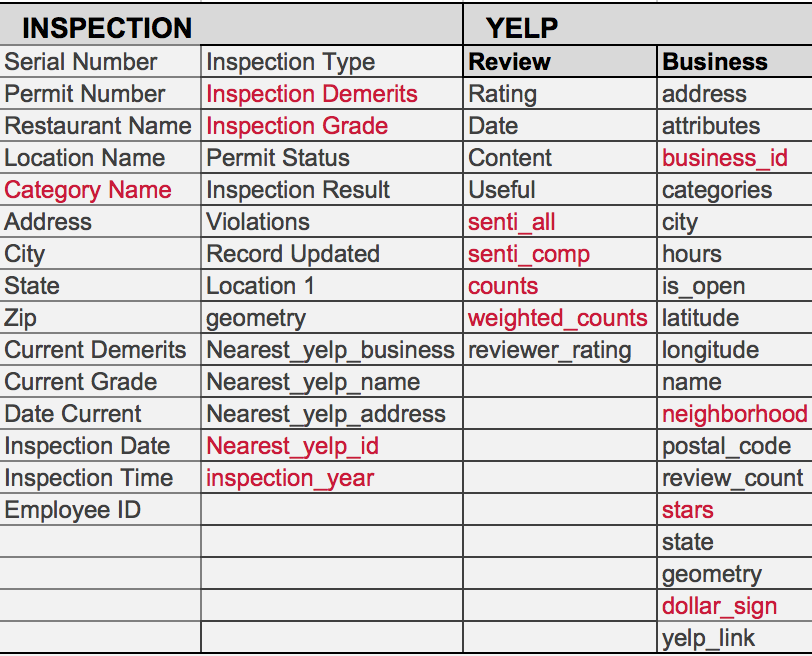 INSPECTION YELP
Serial Number Inspection Type Review Business
Permit Number Inspection Demerits Rating address
Restaurant Name Inspection Grade Date attributes
Location Name Permit Status Content business_id
Category Name Inspection Result Useful categories
Address Violations senti_all city
City Record Updated senti_comp hours
State Location 1 counts is_open
Zip geometry weighted_counts latitude
Current Demerits Nearest_yelp_business reviewer_rating longitude
Current Grade Nearest_yelp_name name
Date Current Nearest_yelp_address neighborhood
Inspection Date Nearest_yelp_id postal_code
Inspection Time inspection_year review_count
Employee ID stars
state
geometry
dollar_sign
yelp_link